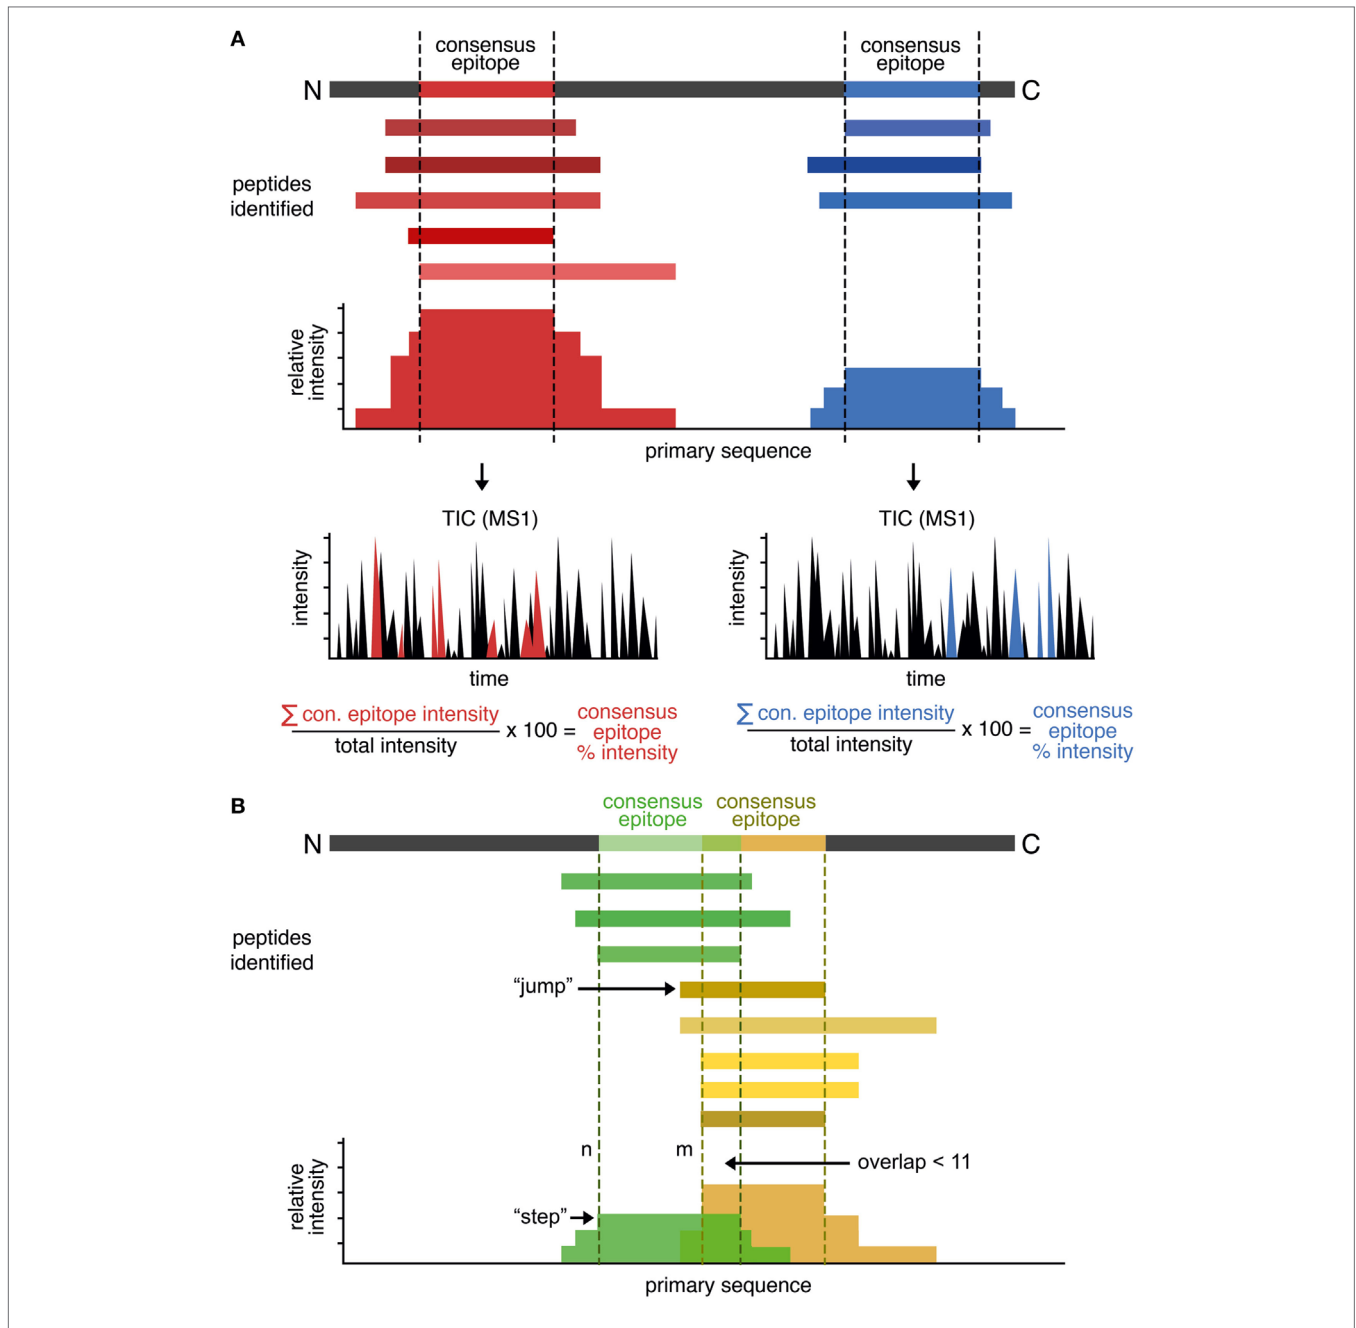 A
consensus
epitope
consensus
epitope
N
C
peptides
identified
relative
intensity
primary sequence
TIC (MS1)
TIC (MS1)
intensity
intensity
time
time
∑ con. epitope intensity
total intensity
x 100 =
consensus
epitope
% intensity
∑ con. epitope intensity
total intensity
x 100 =
consensus
epitope
% intensity
B
consensus
epitope
consensus
epitope
N
C
peptides
identified
“jump”
n
m
overlap < 11
relative
intensity
“step”
primary sequence